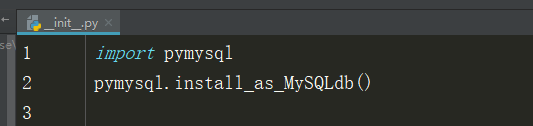 __init__.py
1 import pymysql
2 pymysql.install_as_MySQLdb()
3